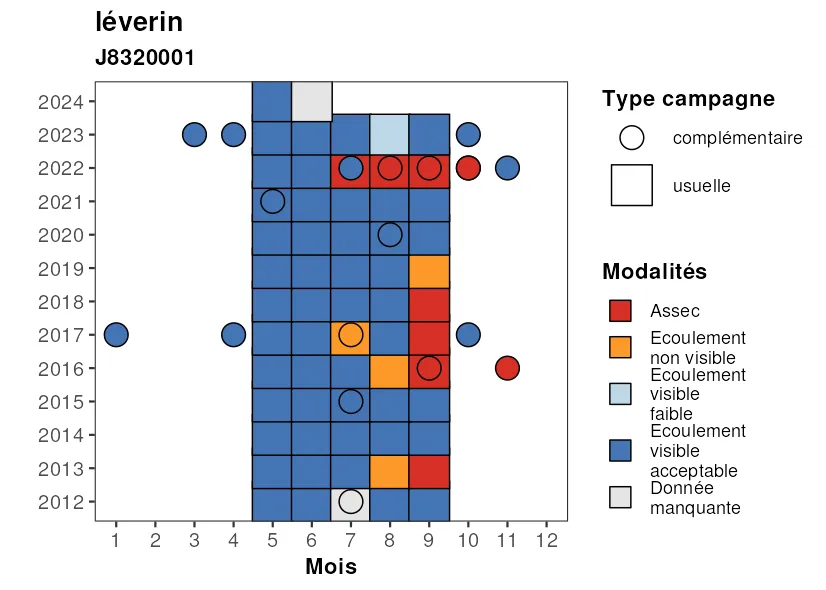 léverin
J8320001
2024
2023
2022
2021
2020
2019
2018
2017
2016
2015
2014
2013
2012
1 2 3 4 5 6 7 8 9 10 11 12
Mois
Type campagne
complémentaire
usuelle
Modalités
Assec
Ecoulement
non visible
Ecoulement
visible
faible
Ecoulement
visible
acceptable
Donnée
manquante